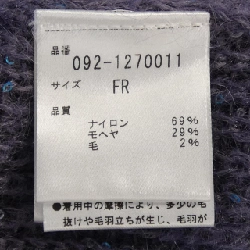 品番
092-1270011
サイズ
FR
品質
ナイロン 69%
モヘヤ 29%
毛 2%
●着用中の摩擦により、多少の毛
抜けや毛羽立ちが生じ、毛羽が